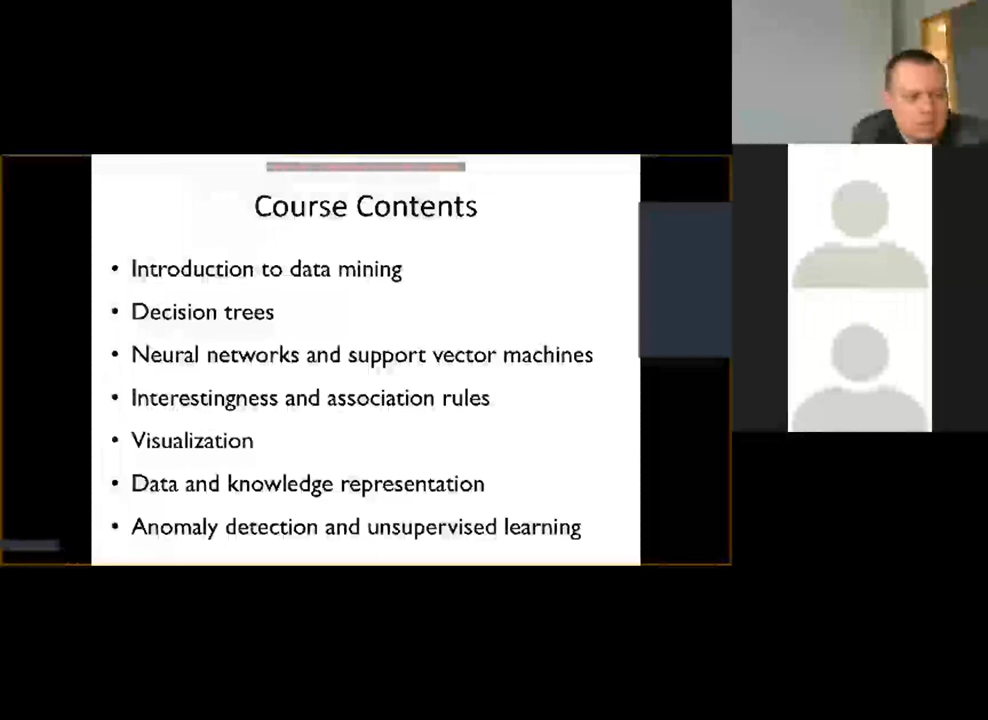 Course Contents
• Introduction to data mining
• Decision trees
• Neural networks and support vector machines
• Interestingness and association rules
• Visualization
• Data and knowledge representation
• Anomaly detection and unsupervised learning